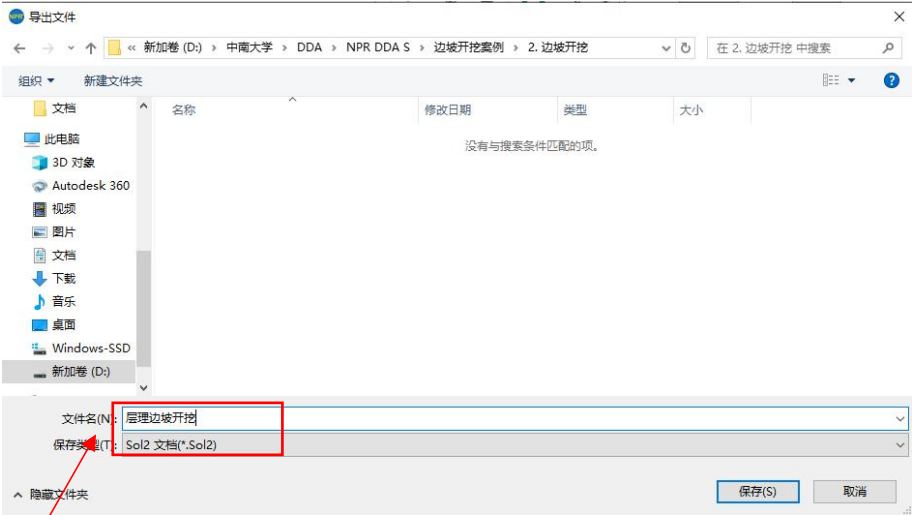 NPR 导出文件
« 新加卷 (D:) › 中南大学 › DDA › NPR DDA S › 边坡开挖案例 › 2. 边坡开挖 在 2. 边坡开挖 中搜索
组织 新建文件夹
文档 名称 修改日期 类型 大小
没有与搜索条件匹配的项。
此电脑
3D 对象
Autodesk 360
视频
图片
文档
下载
音乐
桌面
Windows-SSD
新加卷 (D:)
文件名(N): 层理边坡开挖
保存类型(T): Sol2 文档(*.Sol2)
隐藏文件夹 保存(S) 取消